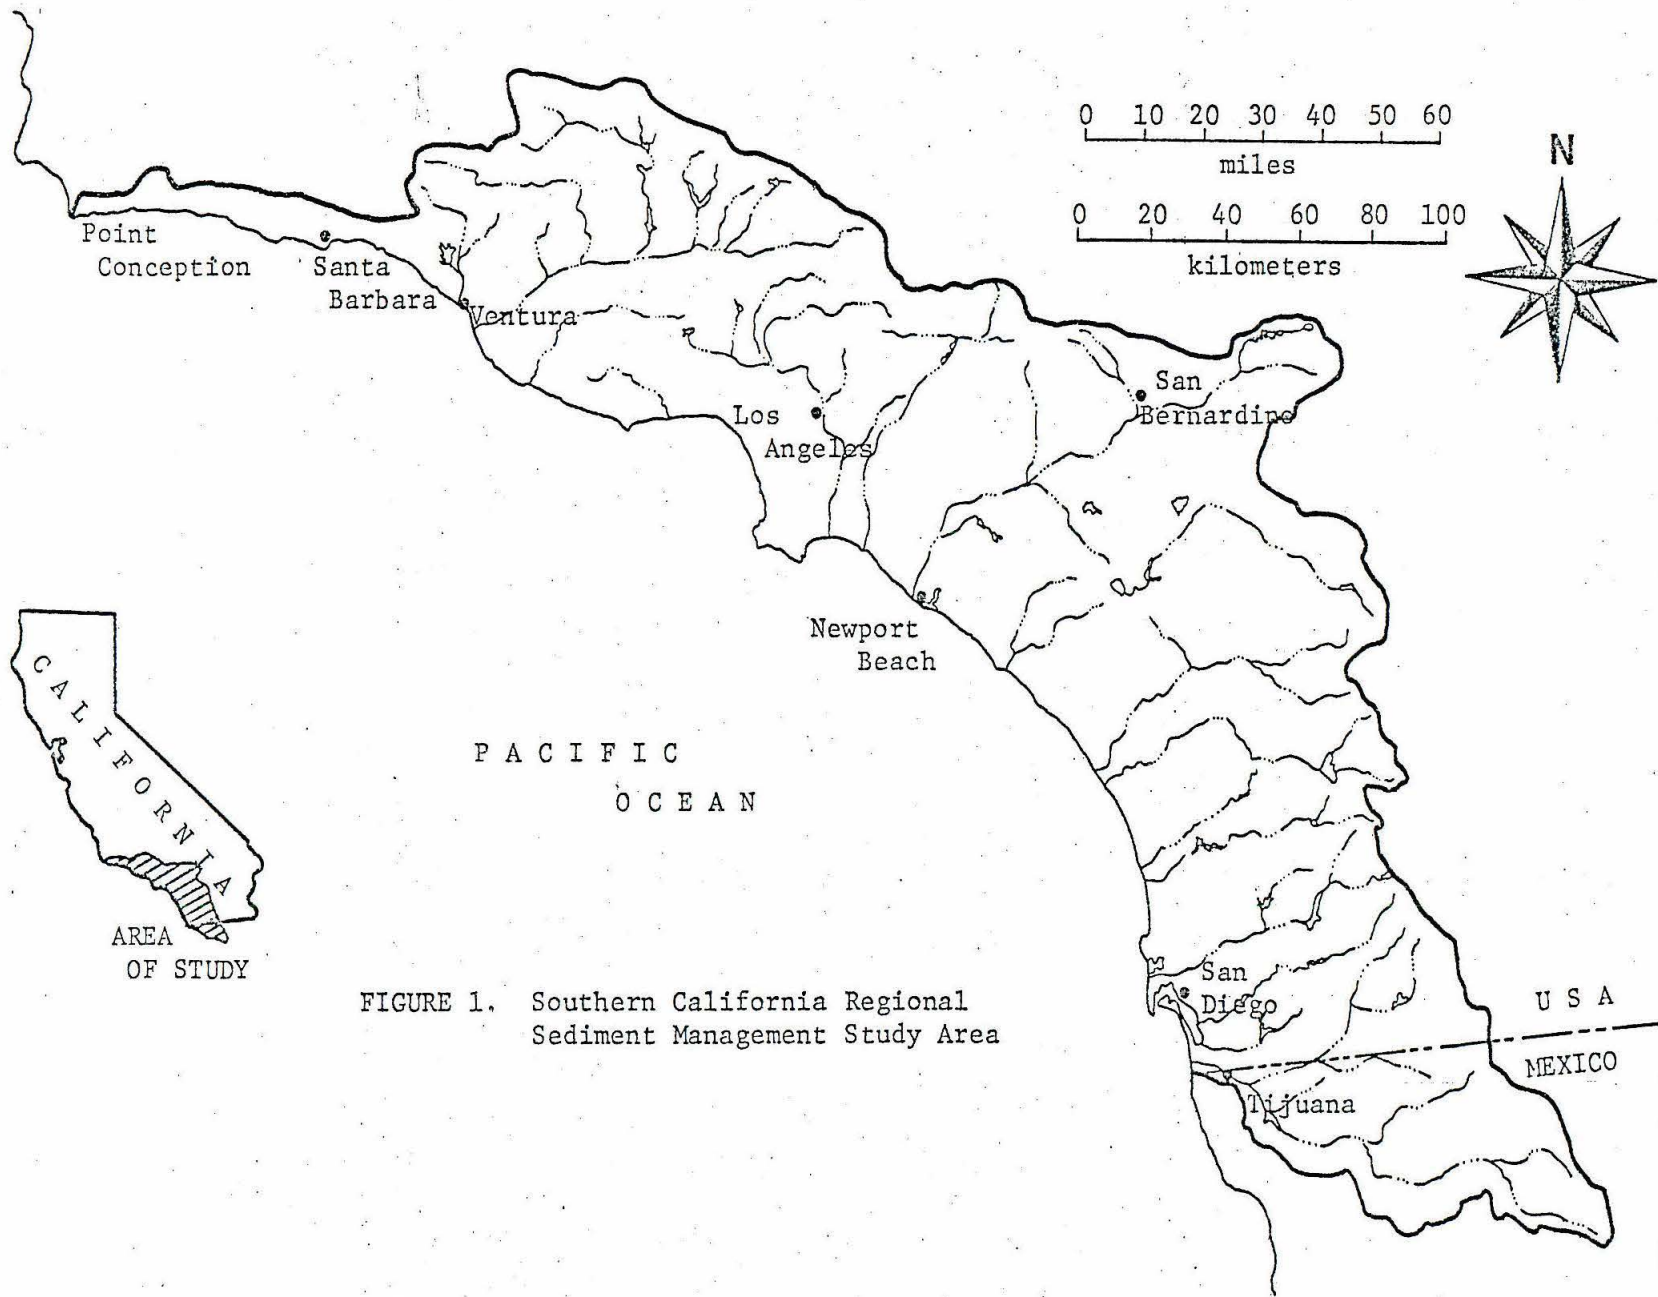 0 10 20 30 40 50 60
miles
N
0 20 40 60 80 100
kilometers
Point
Conception
Santa
Barbara
Ventura
San
Bernardino
Los
Angeles
Newport
Beach
CALIFORNIA
PACIFIC
OCEAN
AREA
OF STUDY
San
Diego
USA
MEXICO
Tijuana
FIGURE 1. Southern California Regional
Sediment Management Study Area